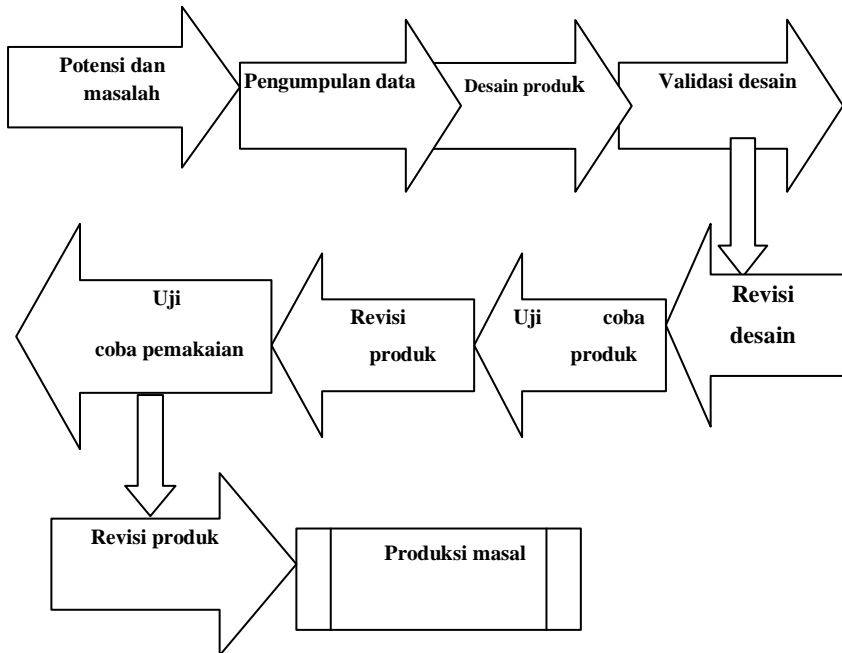 Potensi dan
masalah
Pengumpulan data
Desain produk
Validasi desain
Revisi
desain
Uji coba
produk
Revisi
produk
Uji
coba pemakaian
Revisi produk
Produksi masal